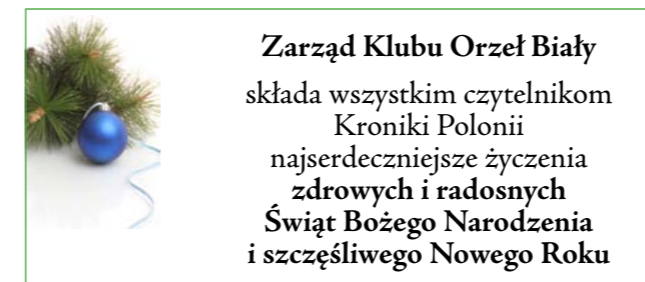 Zarząd Klubu Orzeł Biały
składa wszystkim czytelnikom
Kroniki Polonii
najserdeczniejsze życzenia
zdrowych i radosnych
Świąt Bożego Narodzenia
i szczęśliwego Nowego Roku